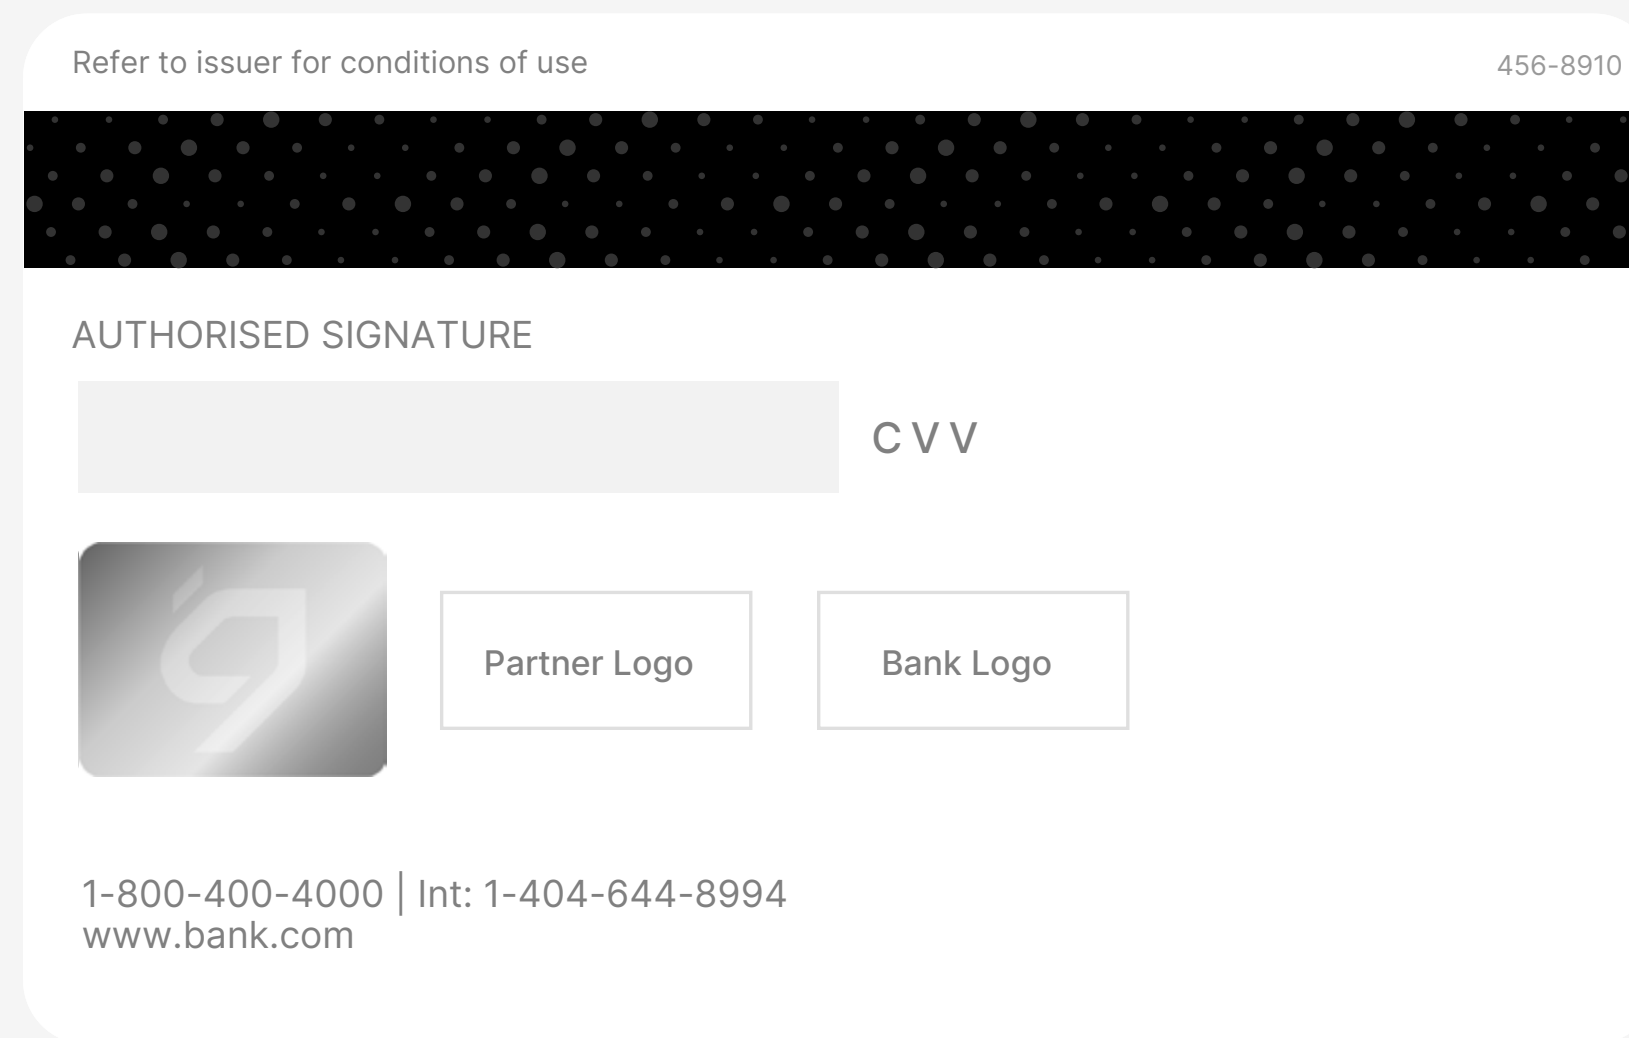 Refer to issuer for conditions of use
456-8910
AUTHORISED SIGNATURE
CVV
Partner Logo
Bank Logo
1-800-400-4000 | Int: 1-404-644-8994
www.bank.com